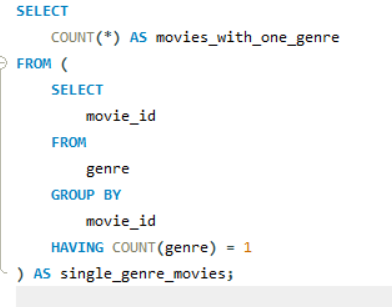 SELECT
COUNT(*) AS movies_with_one_genre
FROM (
SELECT
movie_id
FROM
genre
GROUP BY
movie_id
HAVING COUNT(genre) = 1
) AS single_genre_movies;